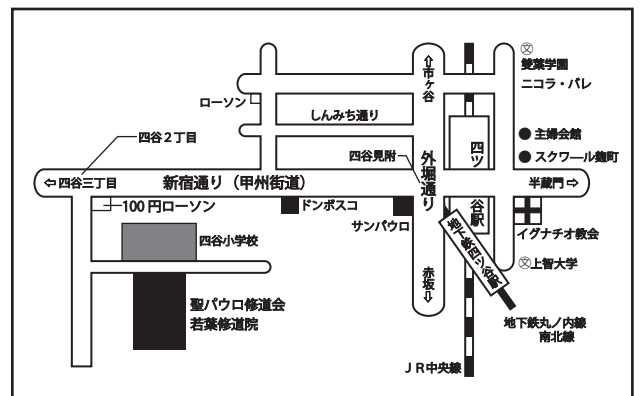 ㊛
雙葉学園
ニコラ・バレ
⇧市ヶ谷
ローソン
しんみち通り
四谷2丁目
四谷見附
外堀通り
四ツ谷駅
● 主婦会館
● スクワール麹町
⇦四谷三丁目
新宿通り(甲州街道)
半蔵門⇨
100円ローソン
ドンボスコ
サンパウロ
地下鉄四ツ谷駅
イグナチオ教会
四谷小学校
赤坂⇩
㊛上智大学
聖パウロ修道会
若葉修道院
地下鉄丸ノ内線
南北線
JR中央線